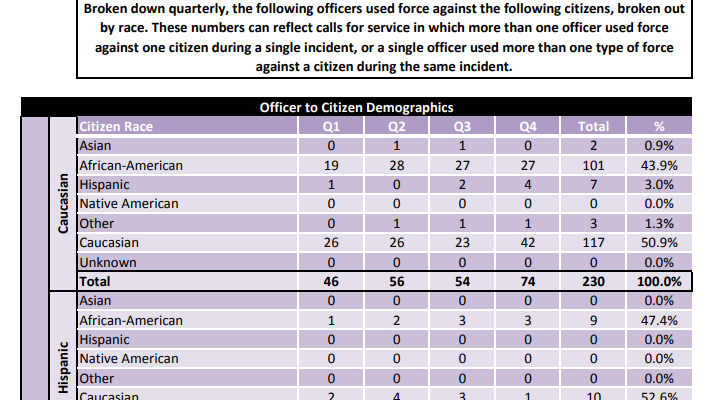 Broken down quarterly, the following officers used force against the following citizens, broken out
by race. These numbers can reflect calls for service in which more than one officer used force
against one citizen during a single incident, or a single officer used more than one type of force
against a citizen during the same incident.
Officer to Citizen Demographics
Citizen Race Q1 Q2 Q3 Q4 Total %
Caucasian
Asian 0 1 1 0 2 0.9%
African-American 19 28 27 27 101 43.9%
Hispanic 1 0 2 4 7 3.0%
Native American 0 0 0 0 0 0.0%
Other 0 1 1 1 3 1.3%
Caucasian 26 26 23 42 117 50.9%
Unknown 0 0 0 0 0 0.0%
Total 46 56 54 74 230 100.0%
Hispanic
Asian 0 0 0 0 0 0.0%
African-American 1 2 3 3 9 47.4%
Hispanic 0 0 0 0 0 0.0%
Native American 0 0 0 0 0 0.0%
Other 0 0 0 0 0 0.0%
Caucasian 2 4 3 1 10 52.6%